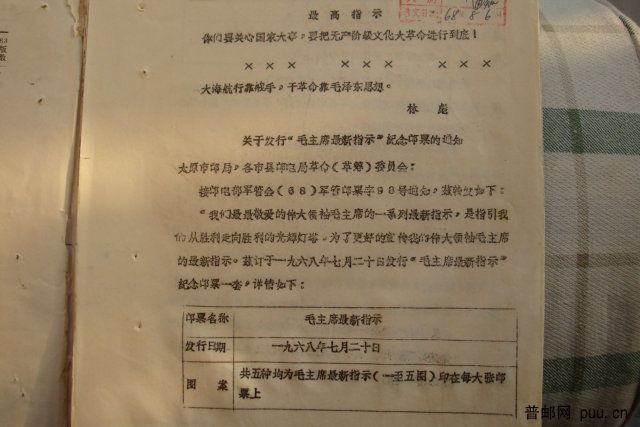 最高指示
68 8 6
你们要关心国家大事，要把无产阶级文化大革命进行到底！
××× ××× ×××
大海航行靠舵手，干革命靠毛泽东思想。
林彪
关于发行“毛主席最新指示”纪念邮票的通知
太原市邮局，各市县邮电局革命（革筹）委员会：
接邮电部军管会（68）军管邮票字98号通知，兹转发如下：
“我们最最敬爱的伟大领袖毛主席的一系列最新指示，是指引我
们从胜利走向胜利的光辉灯塔。为了更好的宣传我们伟大领袖毛主席
的最新指示。兹订于一九六八年七月二十日发行“毛主席最新指示”
纪念邮票一套，详情如下：
邮票名称 毛主席最新指示
发行日期 一九六八年七月二十日
图案 共五种均为毛主席最新指示（一至五图）印在每大张邮
票上
普邮网 puu.cn